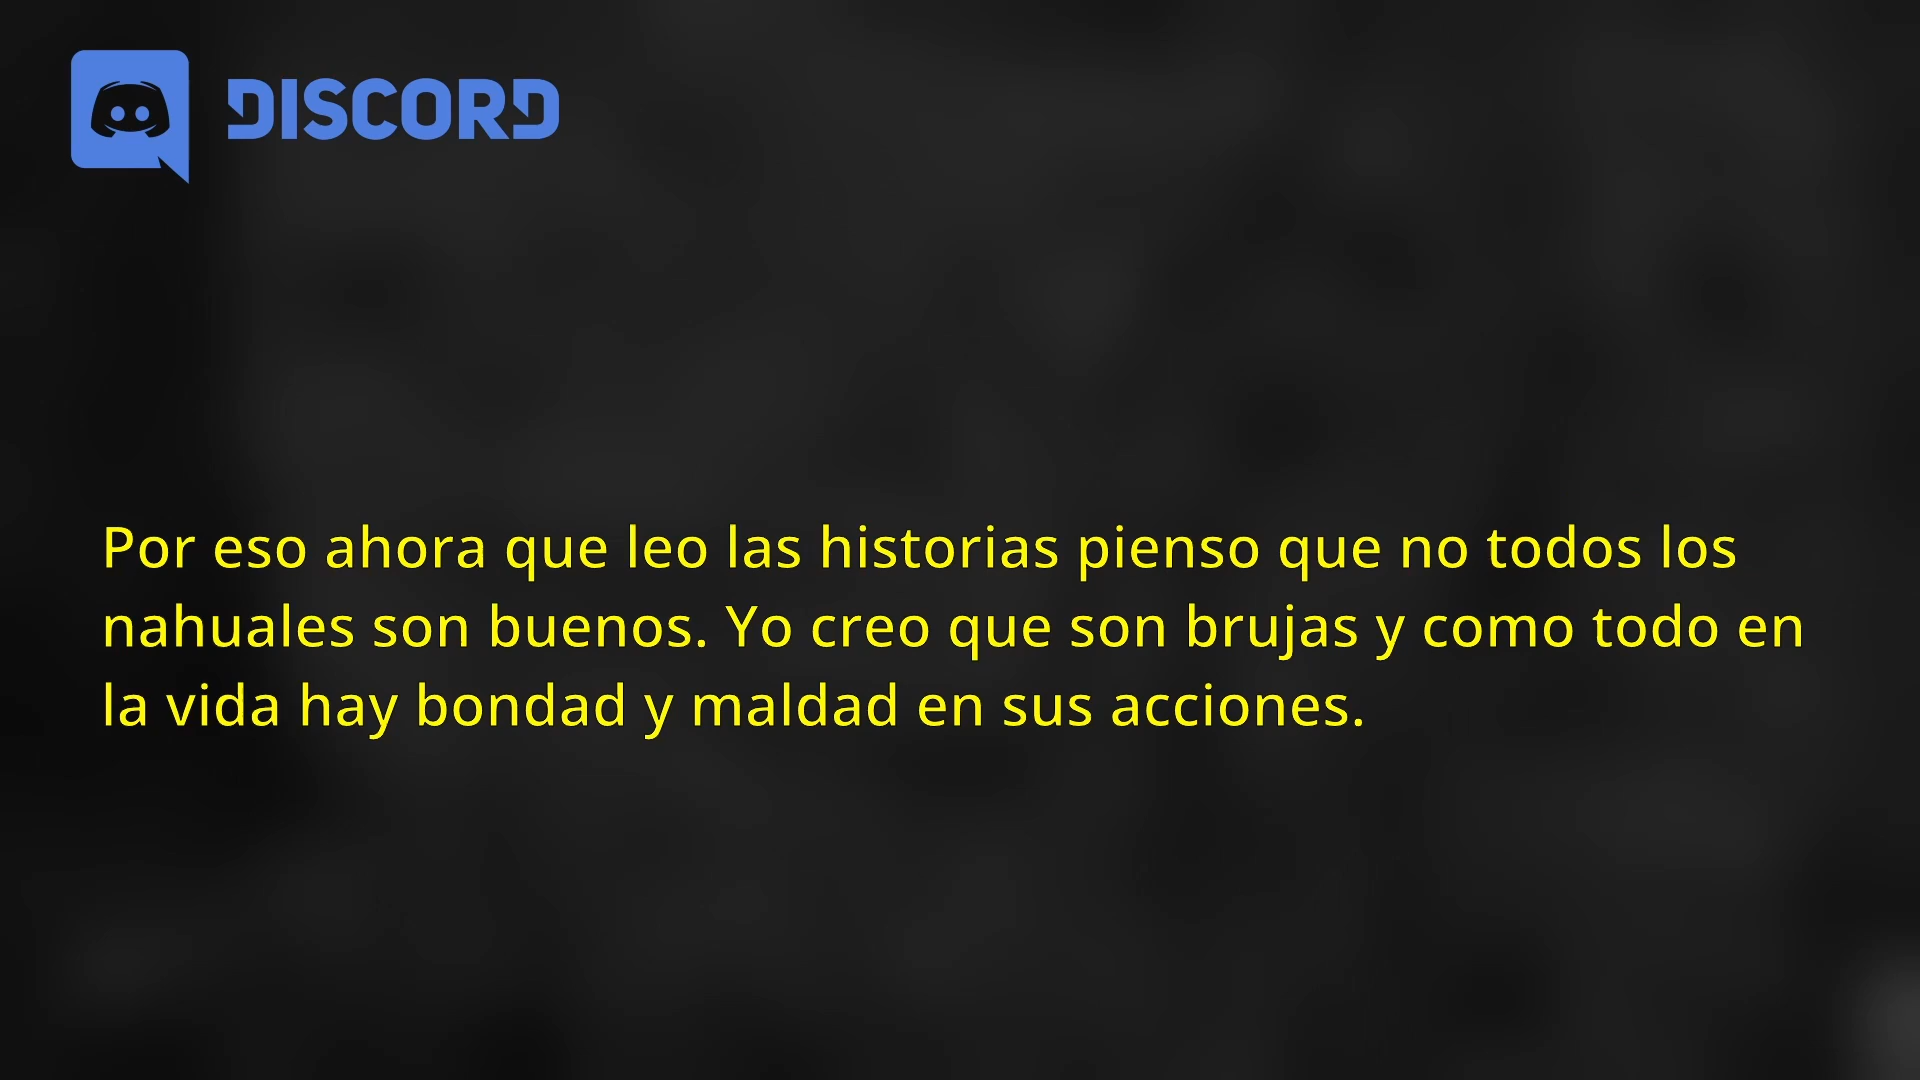 DISCORD
Por eso ahora que leo las historias pienso que no todos los
nahuales son buenos. Yo creo que son brujas y como todo en
la vida hay bondad y maldad en sus acciones.